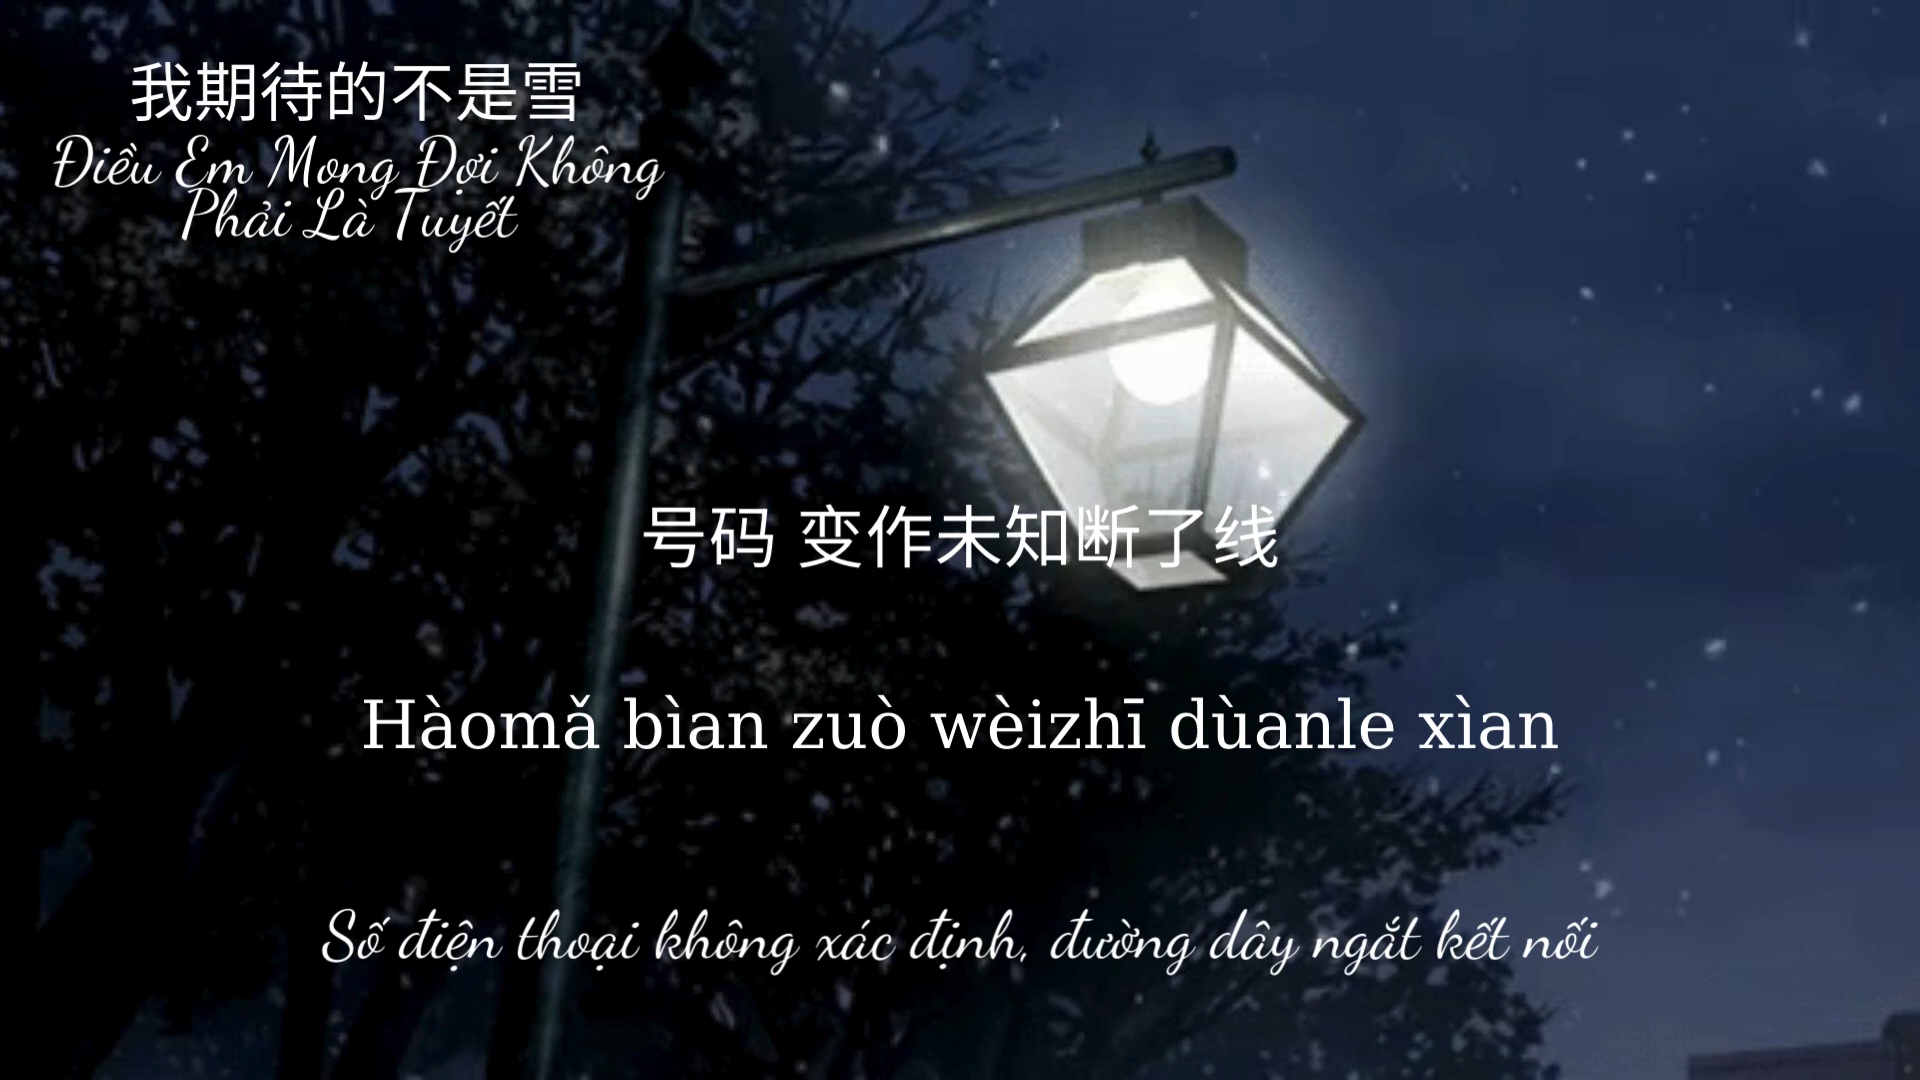 我期待的不是雪
Điều Em Mong Đợi Không
Phải Là Tuyết
号码 变作未知断了线
Hàomǎ bìan zuò wèizhī dùanle xìan
Số điện thoại không xác định, đường dây ngắt kết nối